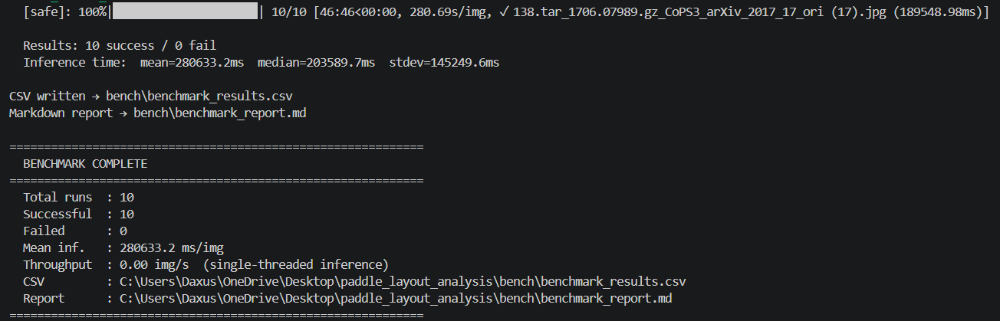 [safe]: 100%| | 10/10 [46:46<00:00, 280.69s/img, ✓ 138.tar_1706.07989.gz_CoPS3_arXiv_2017_17_ori (17).jpg (189548.98ms)]
Results: 10 success / 0 fail
Inference time:  mean=280633.2ms  median=203589.7ms  stdev=145249.6ms
CSV written → bench\benchmark_results.csv
Markdown report → bench\benchmark_report.md
============================================================
BENCHMARK COMPLETE
============================================================
Total runs  : 10
Successful  : 10
Failed      : 0
Mean inf.   : 280633.2 ms/img
Throughput  : 0.00 img/s  (single-threaded inference)
CSV         : C:\Users\Daxus\OneDrive\Desktop\paddle_layout_analysis\bench\benchmark_results.csv
Report      : C:\Users\Daxus\OneDrive\Desktop\paddle_layout_analysis\bench\benchmark_report.md
============================================================